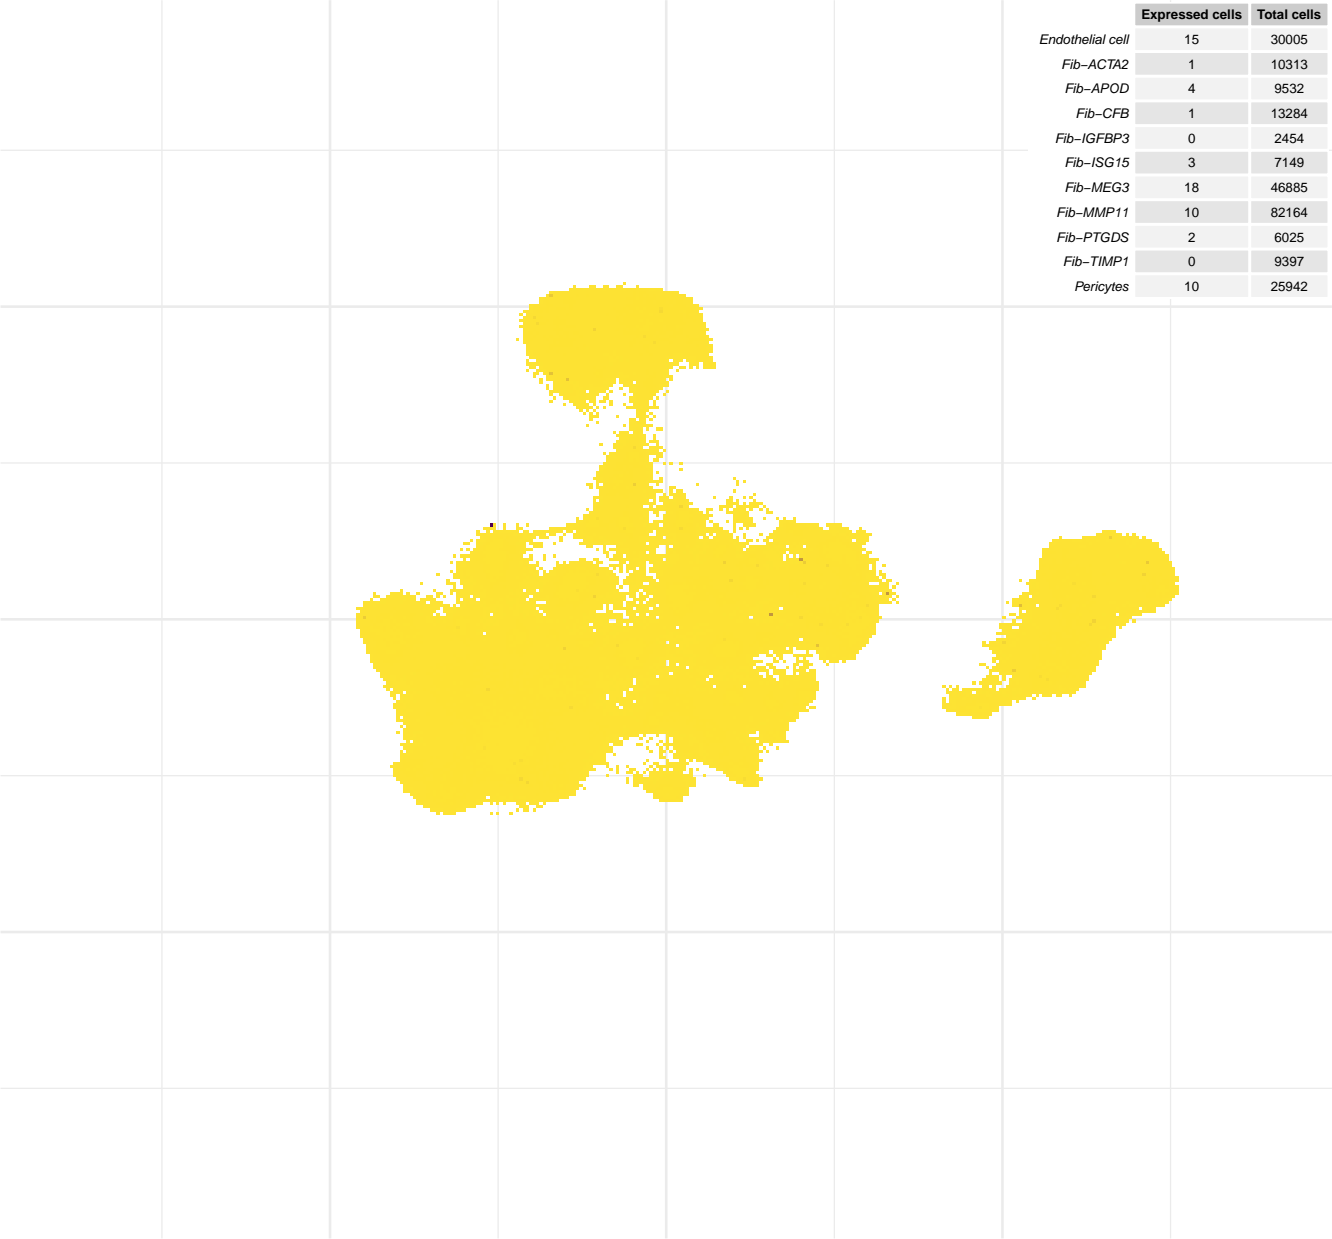 Expressed cells Total cells
Endothelial cell 15 30005
Fib−ACTA2 1 10313
Fib−APOD 4 9532
Fib−CFB 1 13284
Fib−IGFBP3 0 2454
Fib−ISG15 3 7149
Fib−MEG3 18 46885
Fib−MMP11 10 82164
Fib−PTGDS 2 6025
Fib−TIMP1 0 9397
Pericytes 10 25942